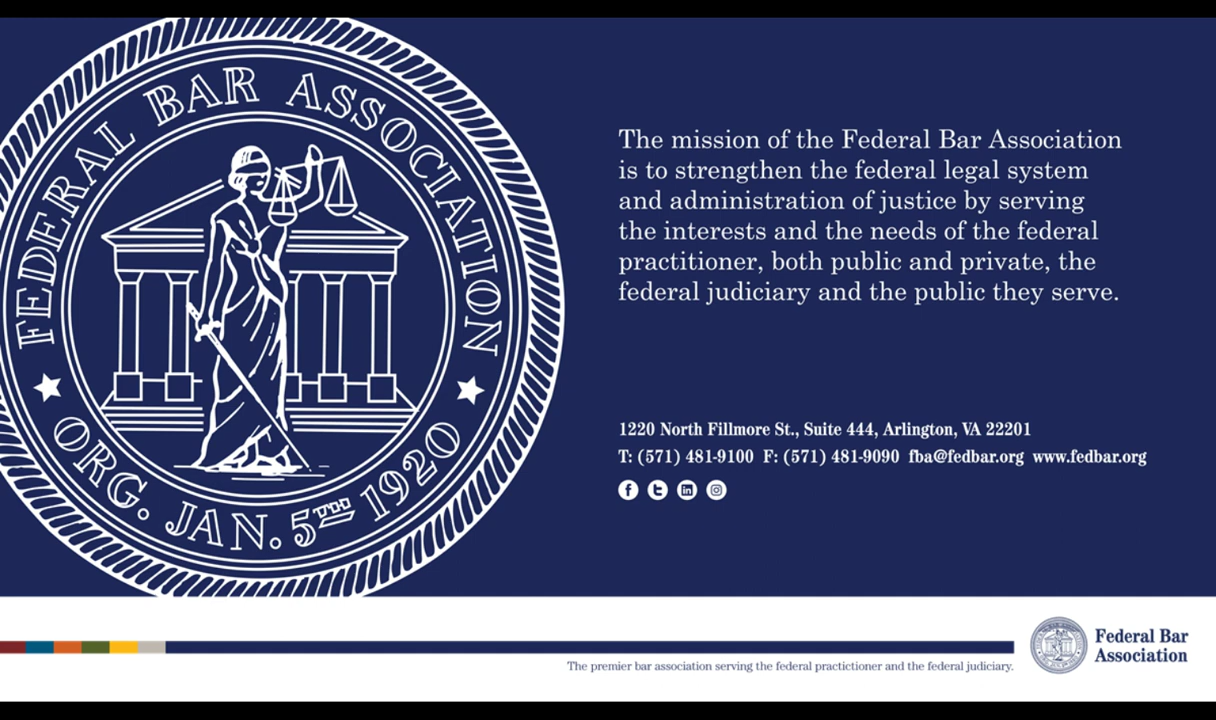 FEDERAL BAR ASSOCIATION
ORG. JAN. 5TH 1920
The mission of the Federal Bar Association
is to strengthen the federal legal system
and administration of justice by serving
the interests and the needs of the federal
practitioner, both public and private, the
federal judiciary and the public they serve.
1220 North Fillmore St., Suite 444, Arlington, VA 22201
T: (571) 481-9100 F: (571) 481-9090 fba@fedbar.org www.fedbar.org
The premier bar association serving the federal practictioner and the federal judiciary.
Federal Bar
Association